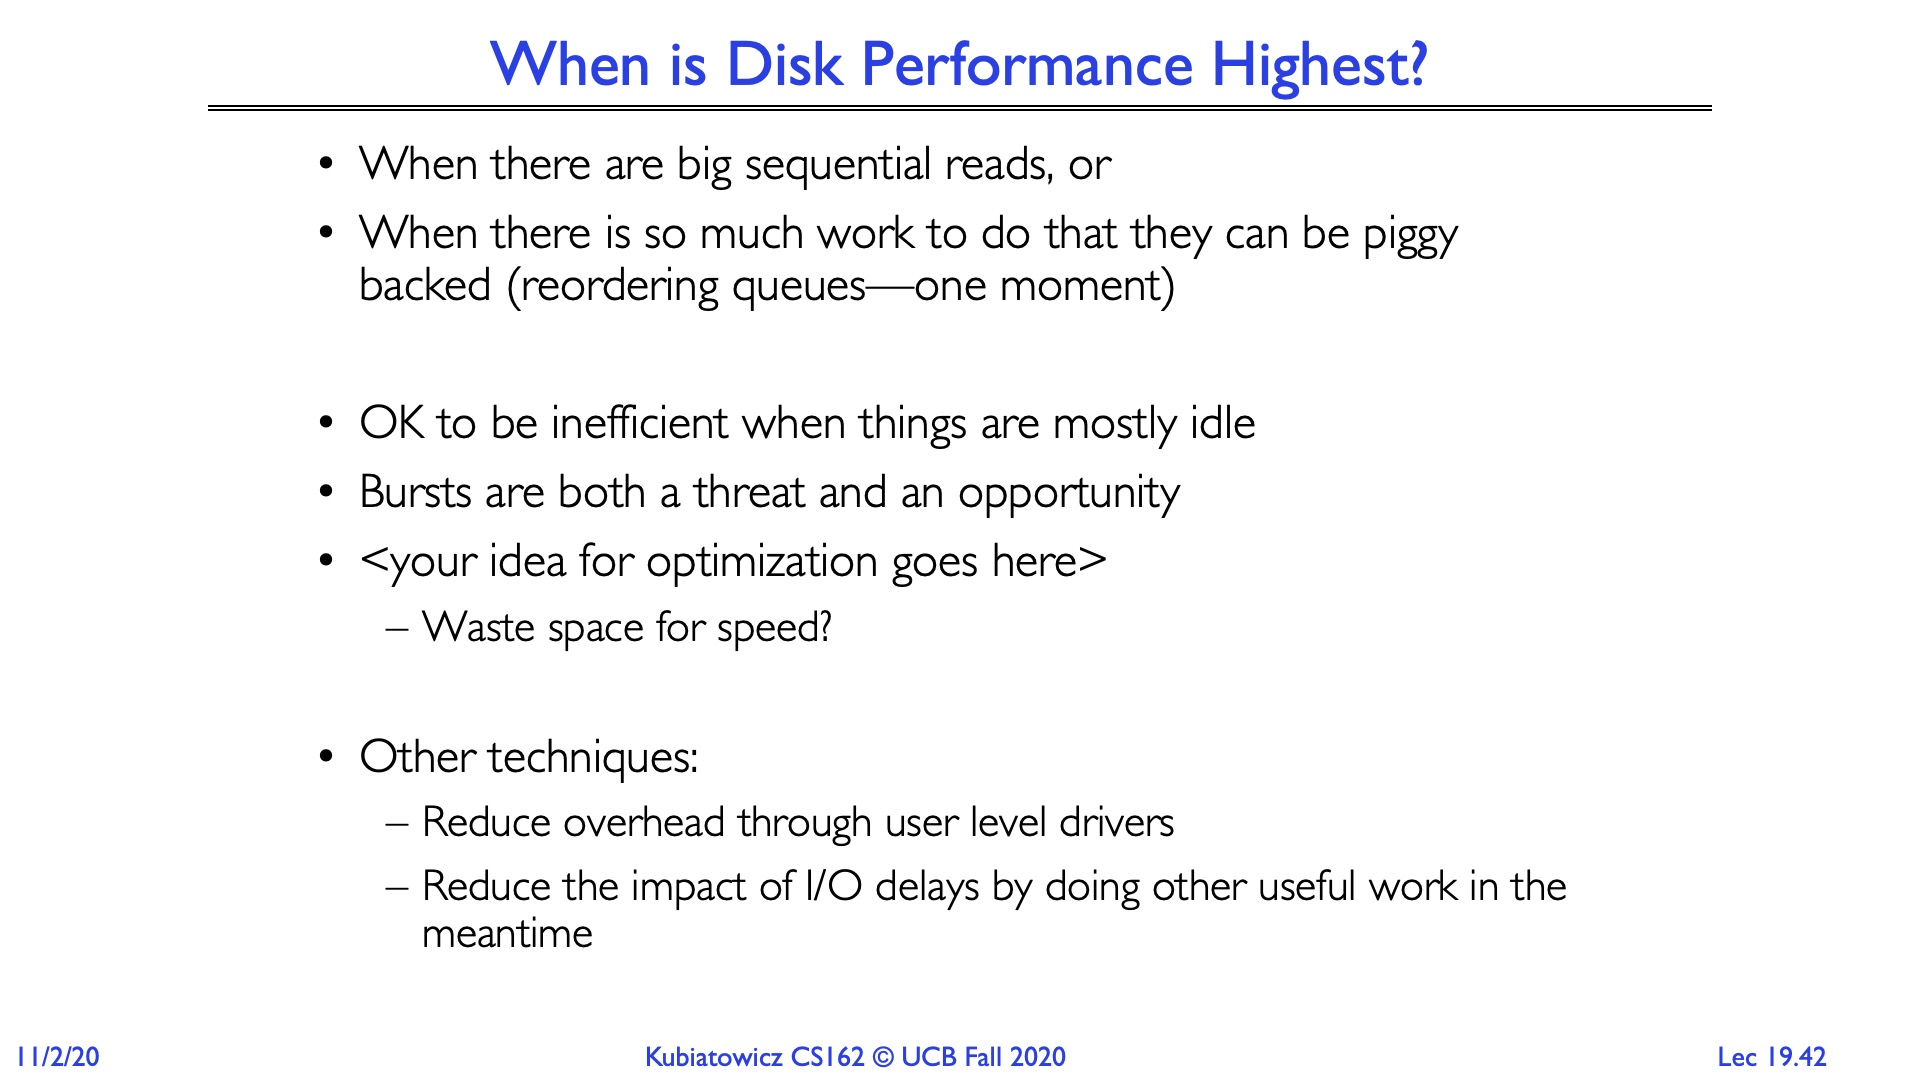 When is Disk Performance Highest?
• When there are big sequential reads, or
• When there is so much work to do that they can be piggy
backed (reordering queues—one moment)
• OK to be inefficient when things are mostly idle
• Bursts are both a threat and an opportunity
• <your idea for optimization goes here>
– Waste space for speed?
• Other techniques:
– Reduce overhead through user level drivers
– Reduce the impact of I/O delays by doing other useful work in the
meantime
11/2/20
Kubiatowicz CS162 © UCB Fall 2020
Lec 19.42